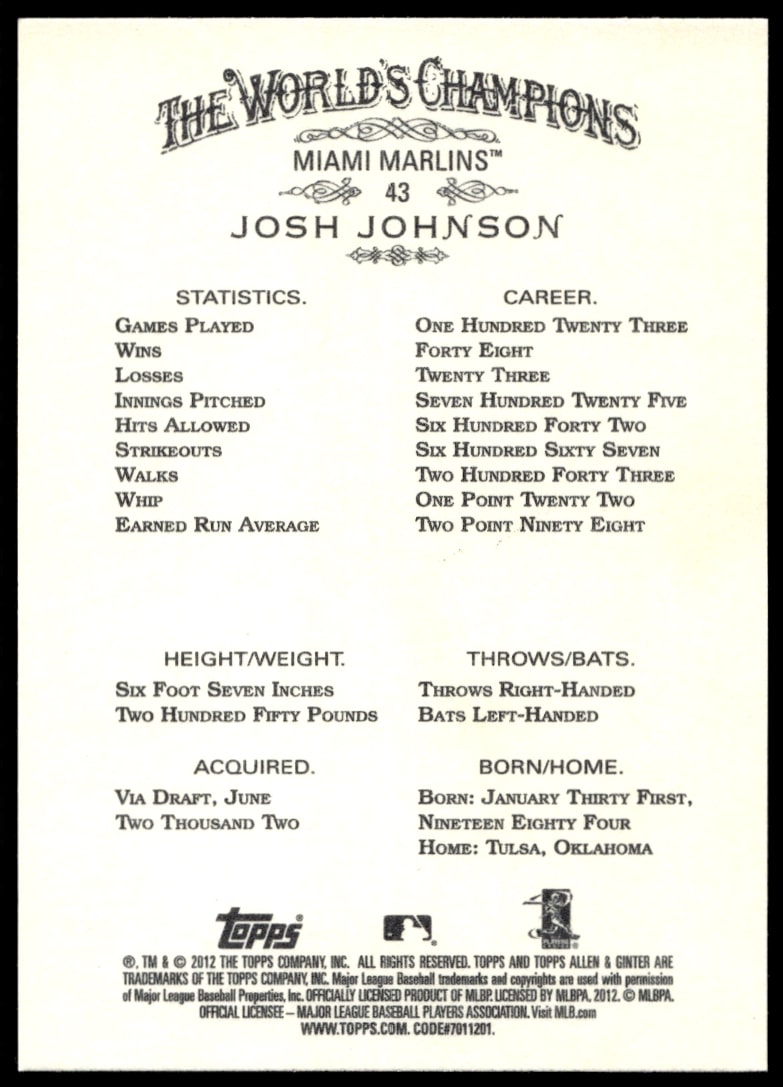 THE WORLD'S CHAMPIONS
MIAMI MARLINS™
43
JOSH JOHNSON
STATISTICS. CAREER.
GAMES PLAYED ONE HUNDRED TWENTY THREE
WINS FORTY EIGHT
LOSSES TWENTY THREE
INNINGS PITCHED SEVEN HUNDRED TWENTY FIVE
HITS ALLOWED SIX HUNDRED FORTY TWO
STRIKEOUTS SIX HUNDRED SIXTY SEVEN
WALKS TWO HUNDRED FORTY THREE
WHIP ONE POINT TWENTY TWO
EARNED RUN AVERAGE TWO POINT NINETY EIGHT
HEIGHT/WEIGHT.
SIX FOOT SEVEN INCHES
TWO HUNDRED FIFTY POUNDS
THROWS/BATS.
THROWS RIGHT-HANDED
BATS LEFT-HANDED
ACQUIRED.
VIA DRAFT, JUNE
TWO THOUSAND TWO
BORN/HOME.
BORN: JANUARY THIRTY FIRST,
NINETEEN EIGHTY FOUR
HOME: TULSA, OKLAHOMA
Topps®
®, TM & © 2012 THE TOPPS COMPANY, INC. ALL RIGHTS RESERVED. TOPPS AND TOPPS ALLEN & GINTER ARE
TRADEMARKS OF THE TOPPS COMPANY, INC. Major League Baseball trademarks and copyrights are used with permission
of Major League Baseball Properties, Inc. OFFICIALLY LICENSED PRODUCT OF MLBP. LICENSED BY MLBPA, 2012. © MLBPA.
OFFICIAL LICENSEE – MAJOR LEAGUE BASEBALL PLAYERS ASSOCIATION. Visit MLB.com
WWW.TOPPS.COM. CODE#7011201.